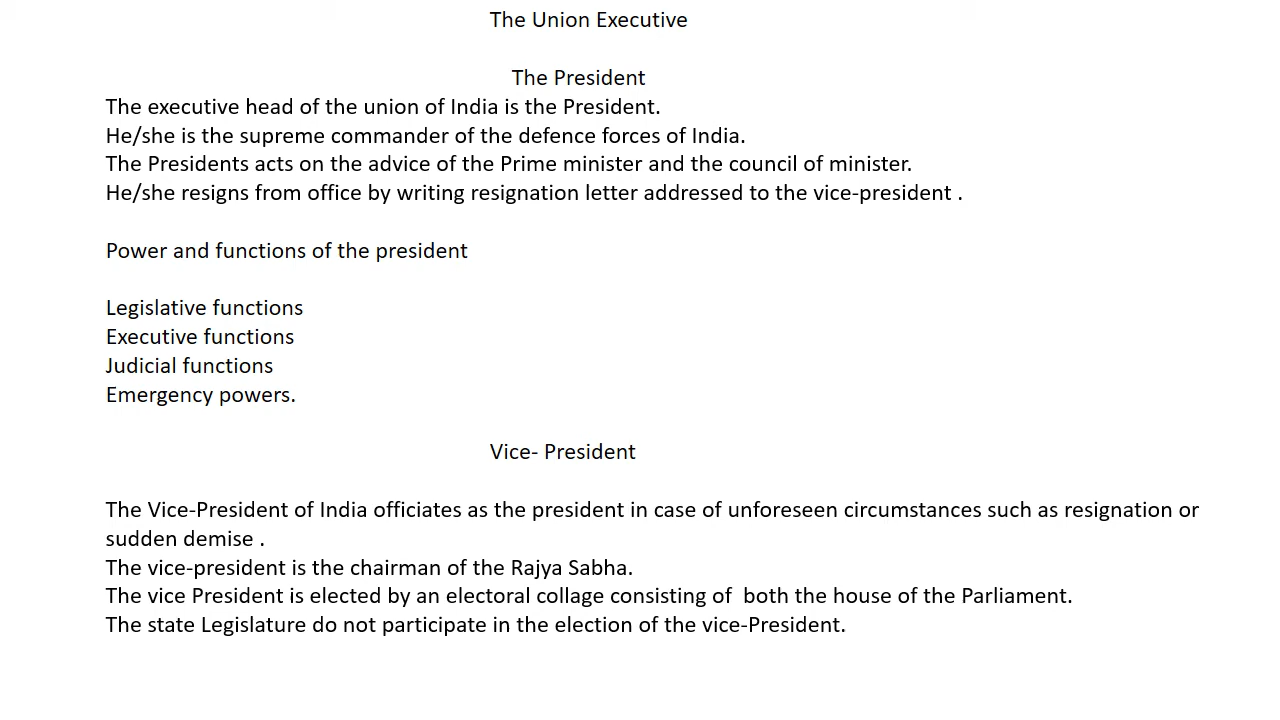 The Union Executive
The President
The executive head of the union of India is the President.
He/she is the supreme commander of the defence forces of India.
The Presidents acts on the advice of the Prime minister and the council of minister.
He/she resigns from office by writing resignation letter addressed to the vice-president .
Power and functions of the president
Legislative functions
Executive functions
Judicial functions
Emergency powers.
Vice- President
The Vice-President of India officiates as the president in case of unforeseen circumstances such as resignation or
sudden demise .
The vice-president is the chairman of the Rajya Sabha.
The vice President is elected by an electoral collage consisting of  both the house of the Parliament.
The state Legislature do not participate in the election of the vice-President.